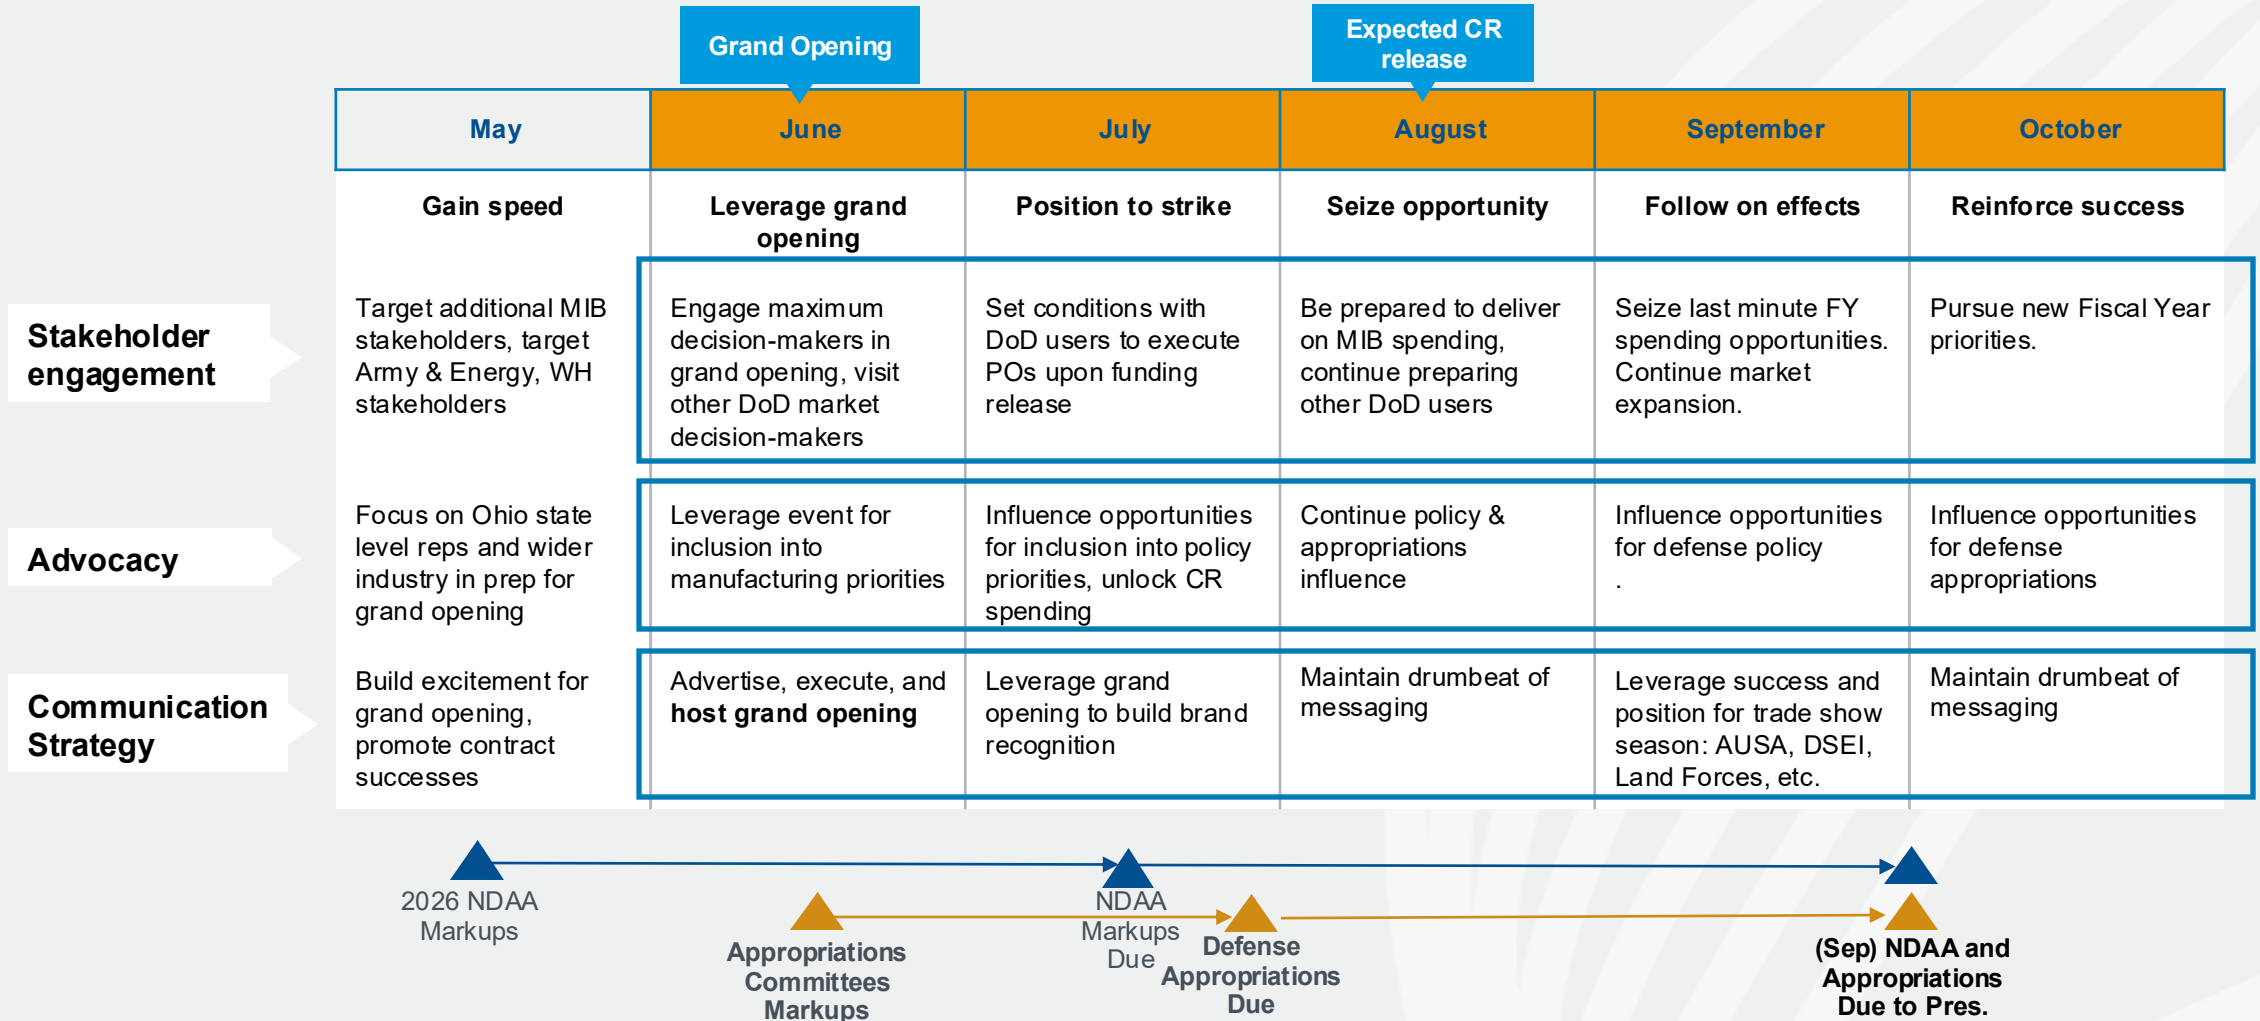 Grand Opening
Expected CR
release
May
June
July
August
September
October
Gain speed
Leverage grand
opening
Position to strike
Seize opportunity
Follow on effects
Reinforce success
Stakeholder
engagement
Target additional MIB
stakeholders, target
Army & Energy, WH
stakeholders
Engage maximum
decision-makers in
grand opening, visit
other DoD market
decision-makers
Set conditions with
DoD users to execute
POs upon funding
release
Be prepared to deliver
on MIB spending,
continue preparing
other DoD users
Seize last minute FY
spending opportunities.
Continue market
expansion.
Pursue new Fiscal Year
priorities.
Advocacy
Focus on Ohio state
level reps and wider
industry in prep for
grand opening
Leverage event for
inclusion into
manufacturing priorities
Influence opportunities
for inclusion into policy
priorities, unlock CR
spending
Continue policy &
appropriations
influence
Influence opportunities
for defense policy
.
Influence opportunities
for defense
appropriations
Communication
Strategy
Build excitement for
grand opening,
promote contract
successes
Advertise, execute, and
host grand opening
Leverage grand
opening to build brand
recognition
Maintain drumbeat of
messaging
Leverage success and
position for trade show
season: AUSA, DSEI,
Land Forces, etc.
Maintain drumbeat of
messaging
2026 NDAA
Markups
Appropriations
Committees
Markups
NDAA
Markups
Due
Defense
Appropriations
Due
(Sep) NDAA and
Appropriations
Due to Pres.